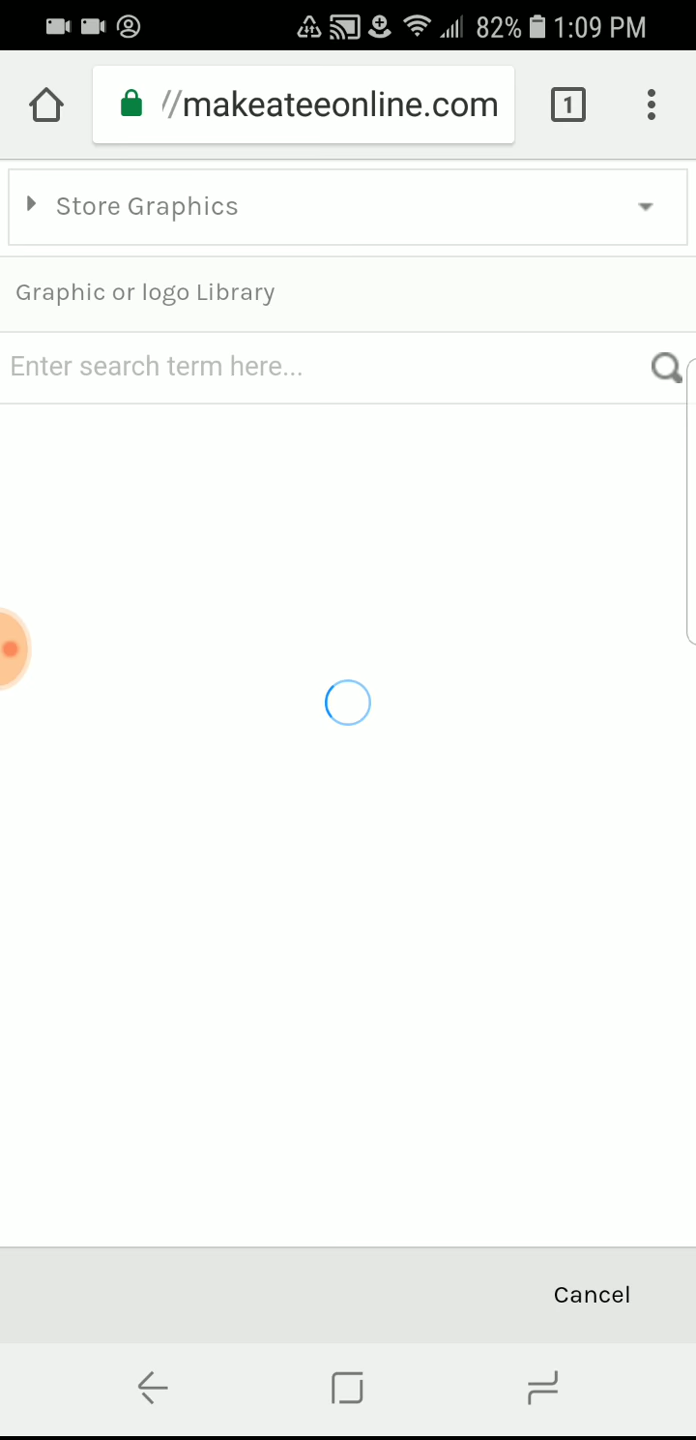 82% 1:09 PM
//makeateeonline.com 1
Store Graphics
Graphic or logo Library
Enter search term here...
Cancel